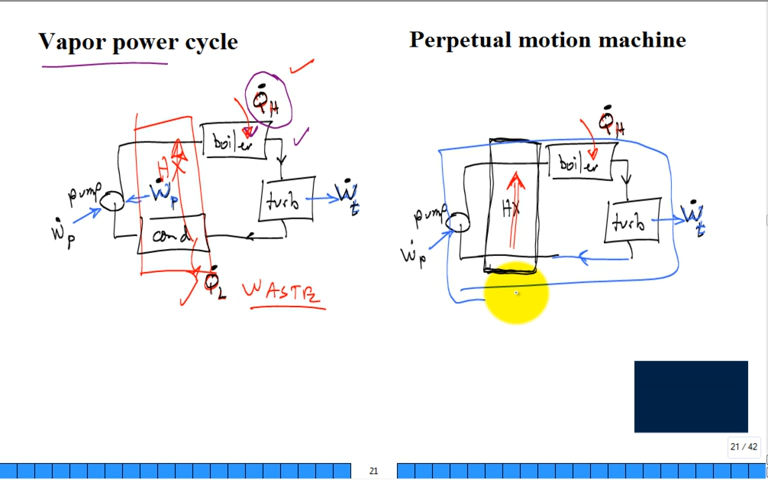 Vapor power cycle
Q̇H
boiler
HX
pump
Ẇp
turb
Ẇt
Ẇp
cond
Q̇L
WASTE
Perpetual motion machine
Q̇H
boiler
HX
pump
turb
Ẇt
Ẇp
21 / 42
21